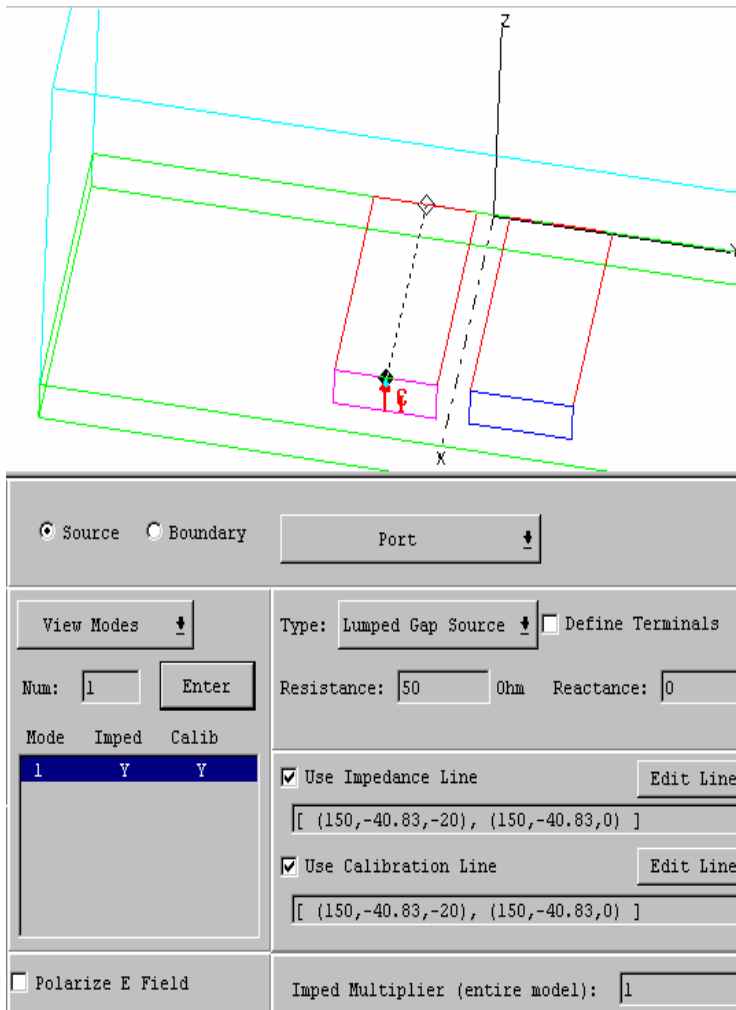 Z
X
Source Boundary Port
View Modes
Type: Lumped Gap Source Define Terminals
Num: 1 Enter
Resistance: 50 Ohm Reactance: 0
Mode Imped Calib
1 Y Y
Use Impedance Line Edit Line
[ (150,-40.83,-20), (150,-40.83,0) ]
Use Calibration Line Edit Line
[ (150,-40.83,-20), (150,-40.83,0) ]
Polarize E Field
Imped Multiplier (entire model): 1